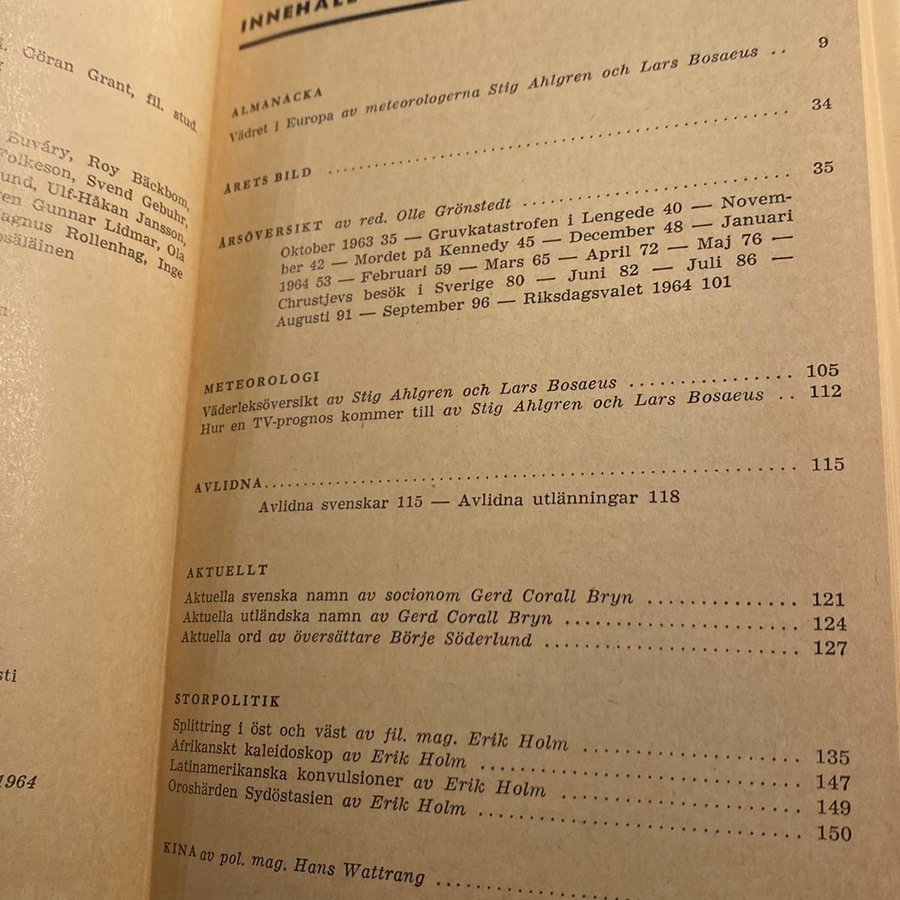 Göran Grant, fil. stud.
Buváry, Roy Bäckbom,
Folkeson, Svend Gebuhr,
Ulf-Håkan Jansson,
Gunnar Lidmar, Ola
Rollenhag, Inge
1964
INNEHÅLL
ALMANACKA
Vädret i Europa av meteorologerna Stig Ahlgren och Lars Bosaeus .. 9
ÅRETS BILD .......... 34
ÅRSÖVERSIKT av red. Olle Grönstedt .......... 35
Oktober 1963 35 — Gruvkatastrofen i Lengede 40 — Novem-
ber 42 — Mordet på Kennedy 45 — December 48 — Januari
1964 53 — Februari 59 — Mars 65 — April 72 — Maj 76 —
Chrustjevs besök i Sverige 80 — Juni 82 — Juli 86 —
Augusti 91 — September 96 — Riksdagsvalet 1964 101
METEOROLOGI
Väderleksöversikt av Stig Ahlgren och Lars Bosaeus .......... 105
Hur en TV-prognos kommer till av Stig Ahlgren och Lars Bosaeus .. 112
AVLIDNA .......... 115
Avlidna svenskar 115 — Avlidna utlänningar 118
AKTUELLT
Aktuella svenska namn av socionom Gerd Corall Bryn .......... 121
Aktuella utländska namn av Gerd Corall Bryn .......... 124
Aktuella ord av översättare Börje Söderlund .......... 127
STORPOLITIK
Splittring i öst och väst av fil. mag. Erik Holm .......... 135
Afrikanskt kaleidoskop av Erik Holm .......... 147
Latinamerikanska konvulsioner av Erik Holm .......... 149
Oroshärden Sydöstasien av Erik Holm .......... 150
KINA av pol. mag. Hans Wattrang ..........